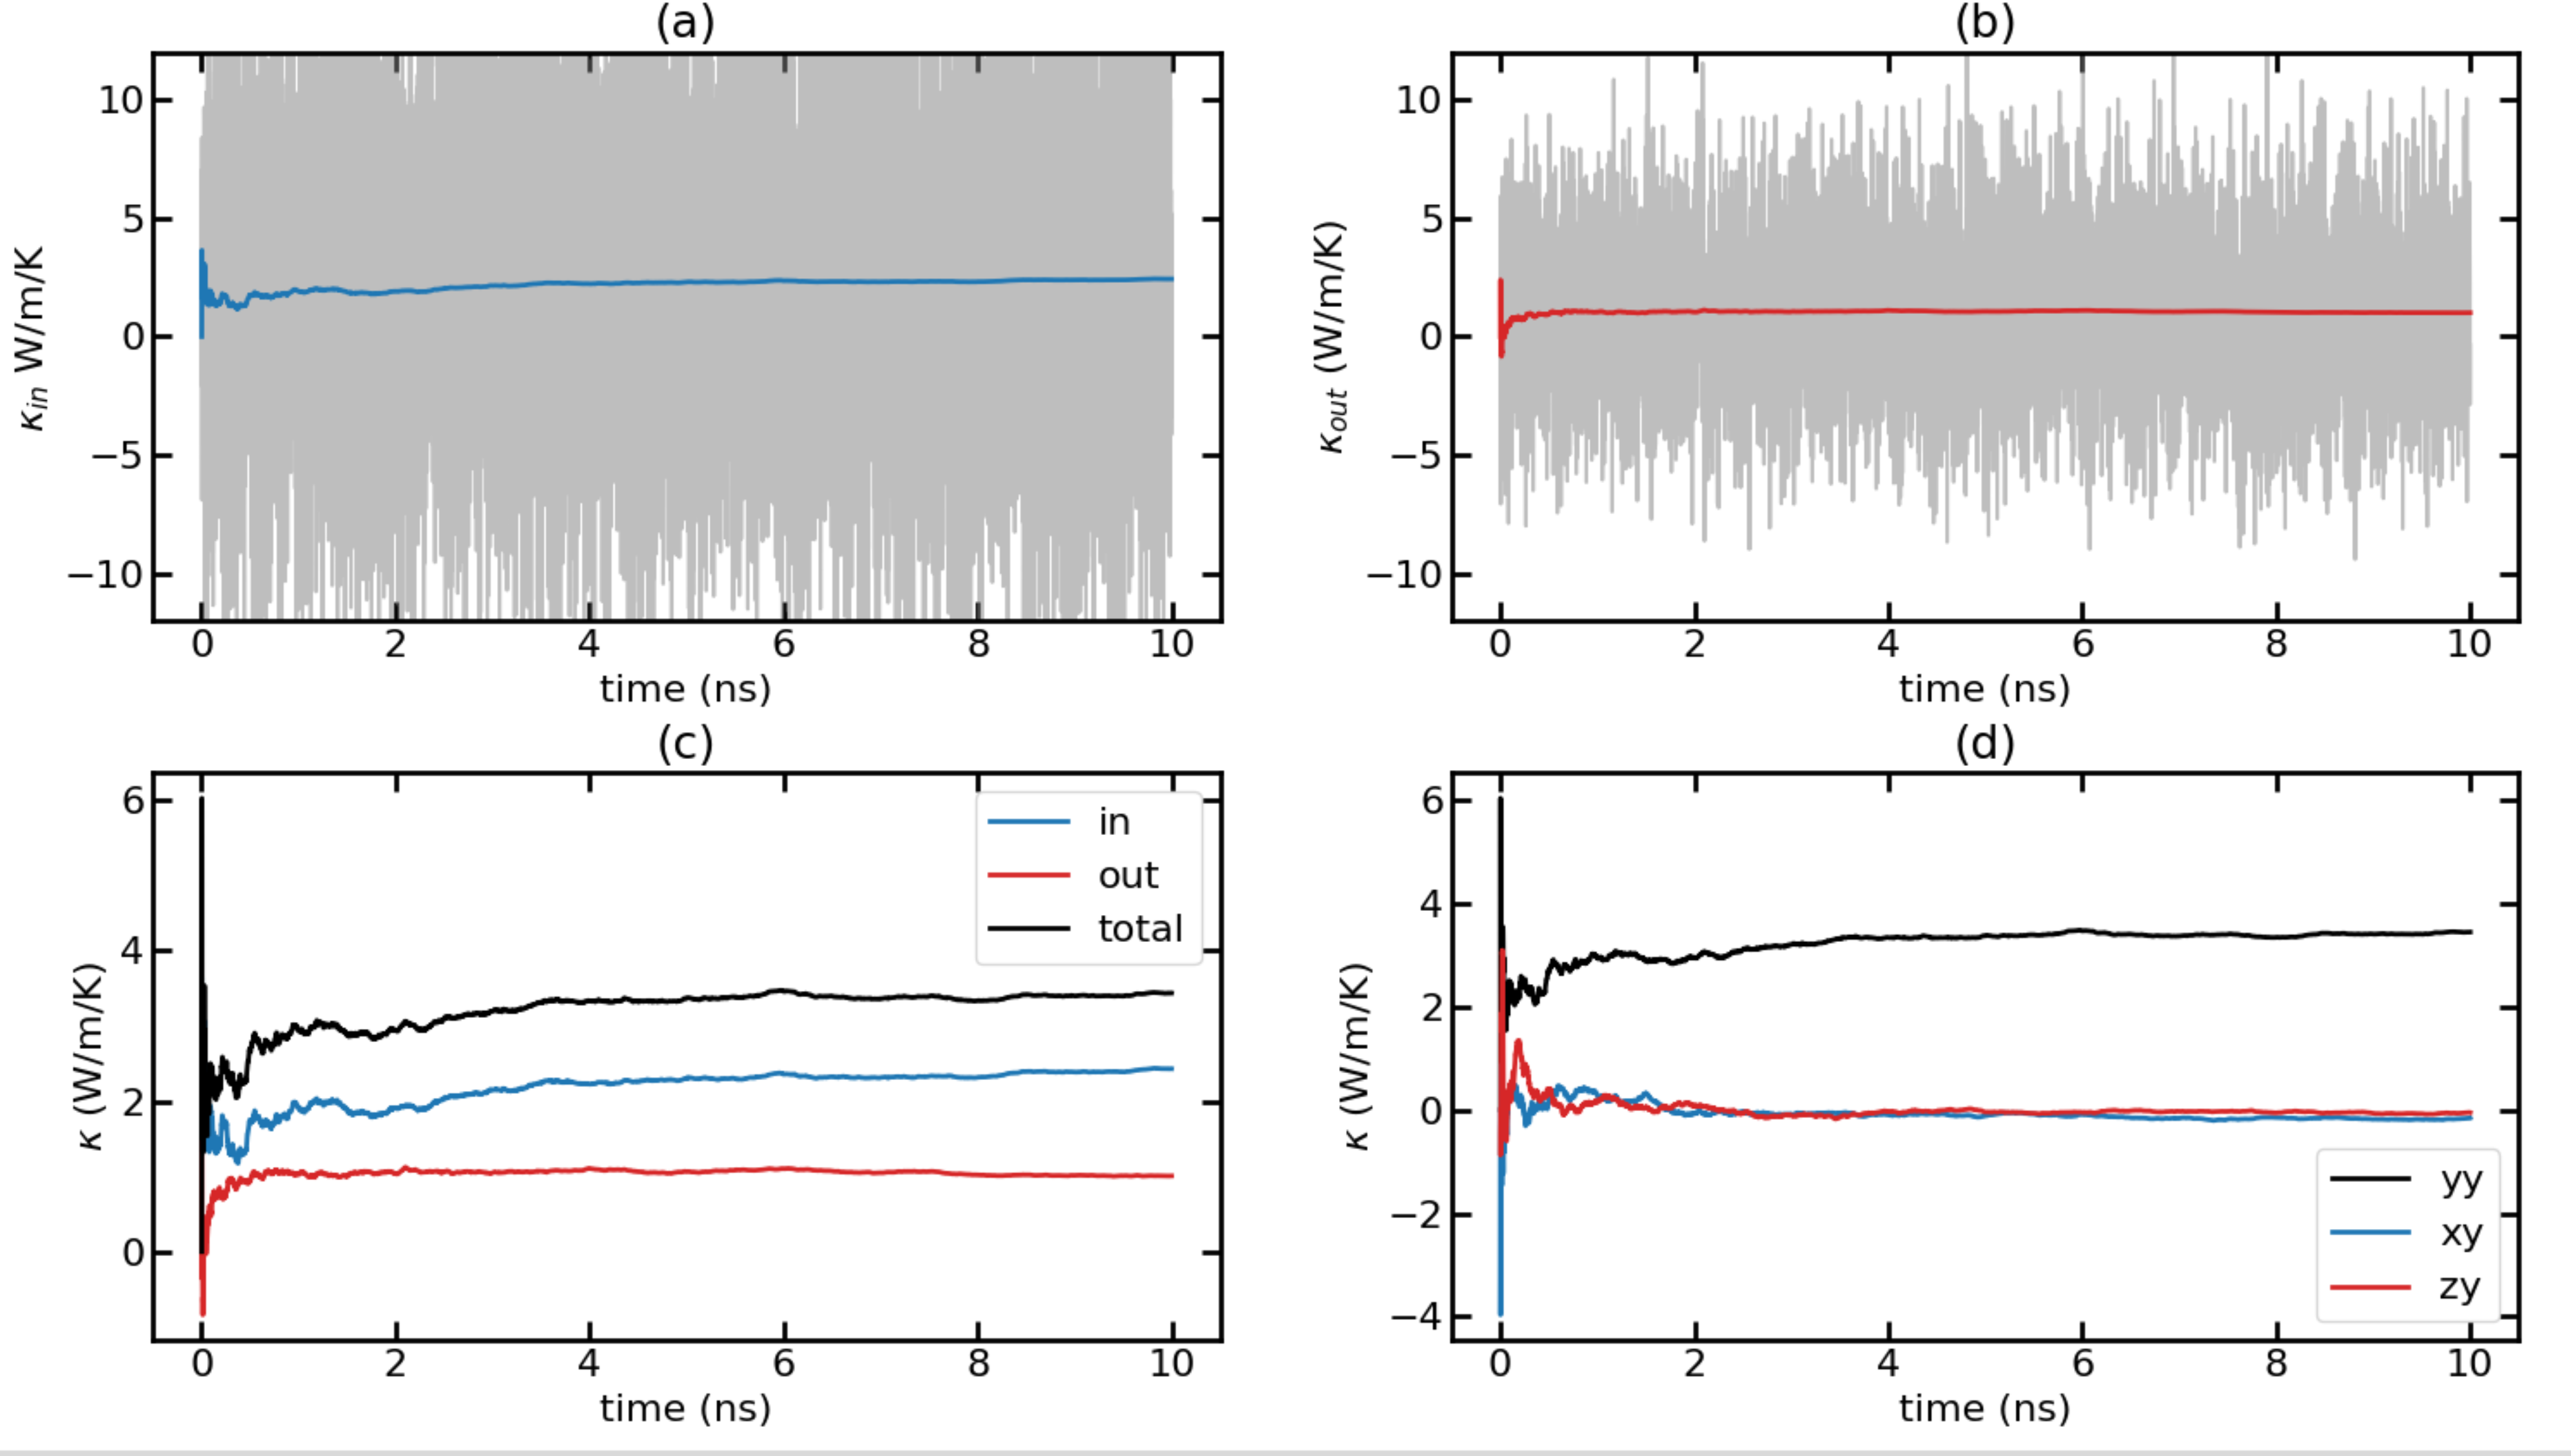 (a)
κin W/m/K
10
5
0
−5
−10
0 2 4 6 8 10
time (ns)
(b)
κout (W/m/K)
10
5
0
−5
−10
0 2 4 6 8 10
time (ns)
(c)
κ (W/m/K)
6
4
2
0
in
out
total
0 2 4 6 8 10
time (ns)
(d)
κ (W/m/K)
6
4
2
0
−2
−4
yy
xy
zy
0 2 4 6 8 10
time (ns)